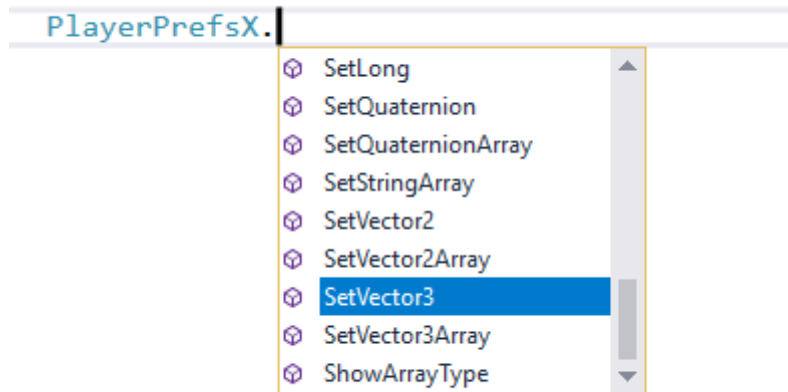 PlayerPrefsX.
SetLong
SetQuaternion
SetQuaternionArray
SetStringArray
SetVector2
SetVector2Array
SetVector3
SetVector3Array
ShowArrayType